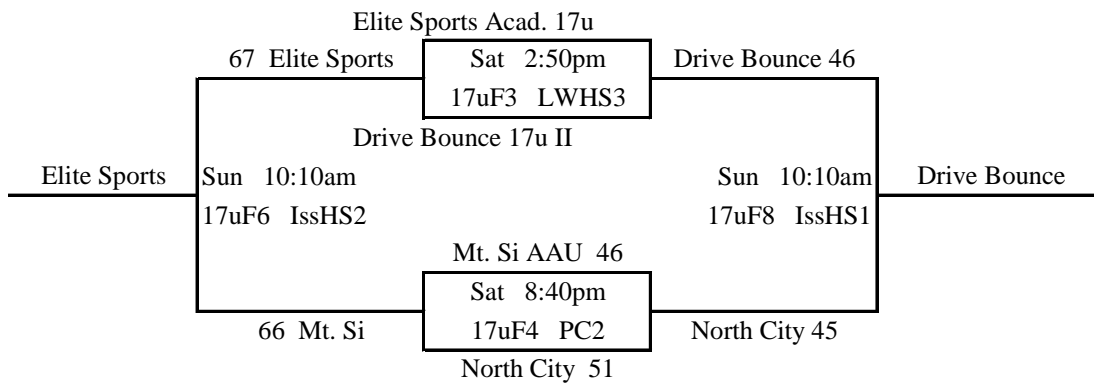 Elite Sports Acad. 17u
67 Elite Sports
Sat 2:50pm
Drive Bounce 46
17uF3 LWHS3
Drive Bounce 17u II
Elite Sports
Sun 10:10am
Sun 10:10am
Drive Bounce
17uF6 IssHS2
17uF8 IssHS1
Mt. Si AAU 46
Sat 8:40pm
66 Mt. Si
17uF4 PC2
North City 45
North City 51